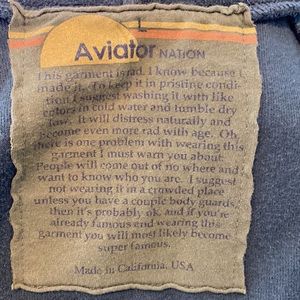 L
Aviator NATION
This garment is rad. I know because I
made it. To keep it in pristine condi-
tion I suggest washing it with like
colors in cold water and tumble dry
low. It will distress naturally and
become even more rad with age. Oh
there is one problem with wearing this
garment I must warn you about.
People will come out of no where and
want to know who you are. I suggest
not wearing it in a crowded place
unless you have a couple body guards,
then it's probably ok. and if you're
already famous end wearing this
garment you will most likely become
super famous.
Made in California, USA